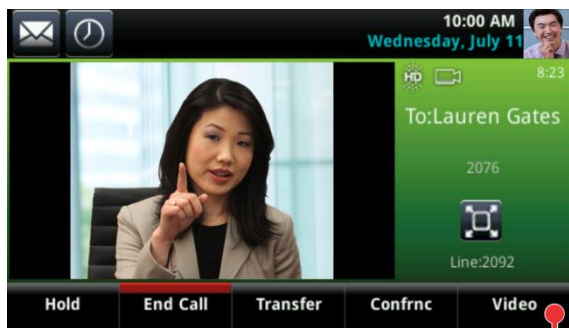 10:00 AM
Wednesday, July 11
HD
8:23
To:Lauren Gates
2076
Line:2092
Hold
End Call
Transfer
Confrnc
Video